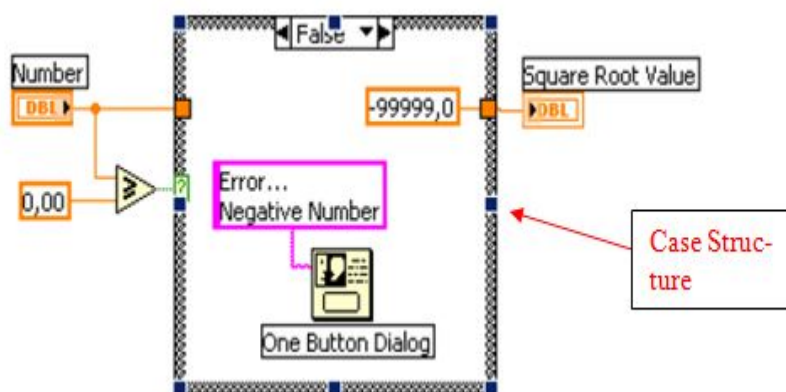 False
Number
DBL
0,00
?
Error...
Negative Number
One Button Dialog
-99999,0
Square Root Value
DBL
Case Struc-
ture